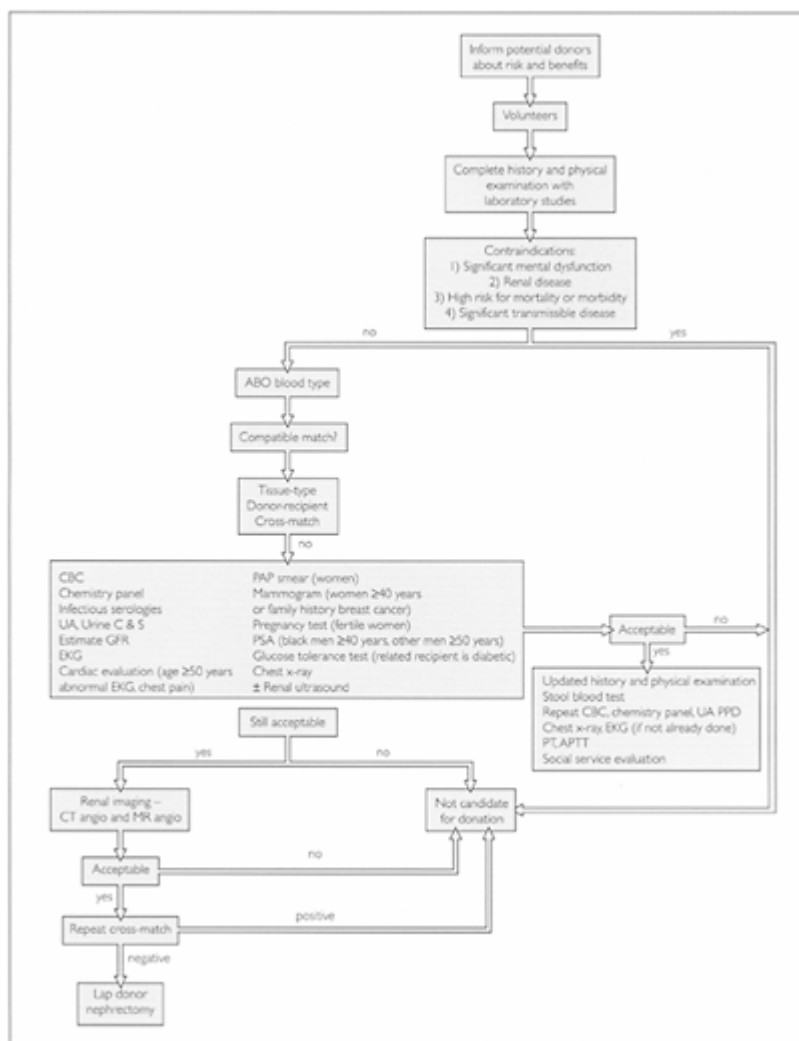 Inform potential donors
about risk and benefits
Volunteers
Complete history and physical
examination with
laboratory studies
Contraindications:
1) Significant mental dysfunction
2) Renal disease
3) High risk for mortality or morbidity
4) Significant transmissible disease
no
yes
ABO blood type
Compatible match?
Tissue-type
Donor-recipient
Cross-match
no
CBC
Chemistry panel
Infectious serologies
UA, Urine C & S
Estimate GFR
EKG
Cardiac evaluation (age ≥50 years
abnormal EKG, chest pain)
PAP smear (women)
Mammogram (women ≥40 years
or family history breast cancer)
Pregnancy test (fertile women)
PSA (black men ≥40 years, other men ≥50 years)
Glucose tolerance test (related recipient is diabetic)
Chest x-ray
± Renal ultrasound
Acceptable
no
yes
Updated history and physical examination
Stool blood test
Repeat CBC, chemistry panel, UA PPD
Chest x-ray, EKG (if not already done)
PT, APTT
Social service evaluation
Still acceptable
yes
no
Renal imaging –
CT angio and MR angio
Not candidate
for donation
Acceptable
no
yes
Repeat cross-match
positive
negative
Lap donor
nephrectomy